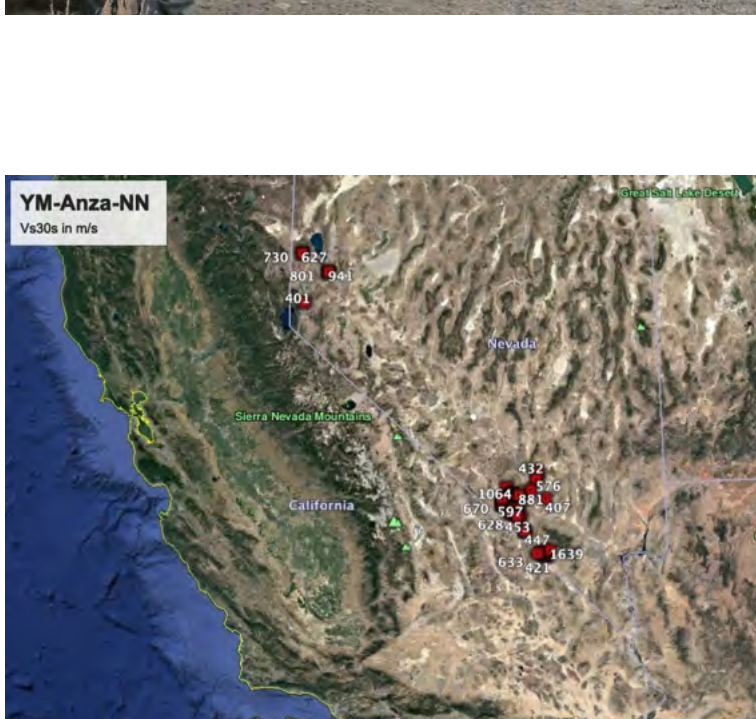 YM-Anza-NN
Vs30s in m/s
Great Salt Lake Desert
730 627
801 941
401
Nevada
Sierra Nevada Mountains
432
576
1064 881
407
670 597
California
628 453
447
1639
633 421